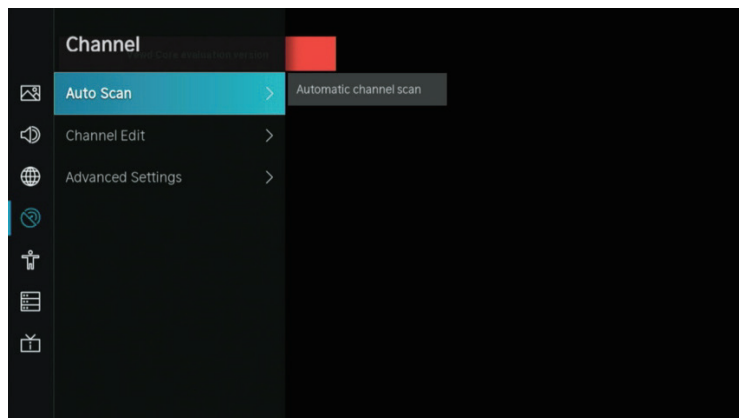 Channel
Auto Scan
Automatic channel scan
Channel Edit
Advanced Settings